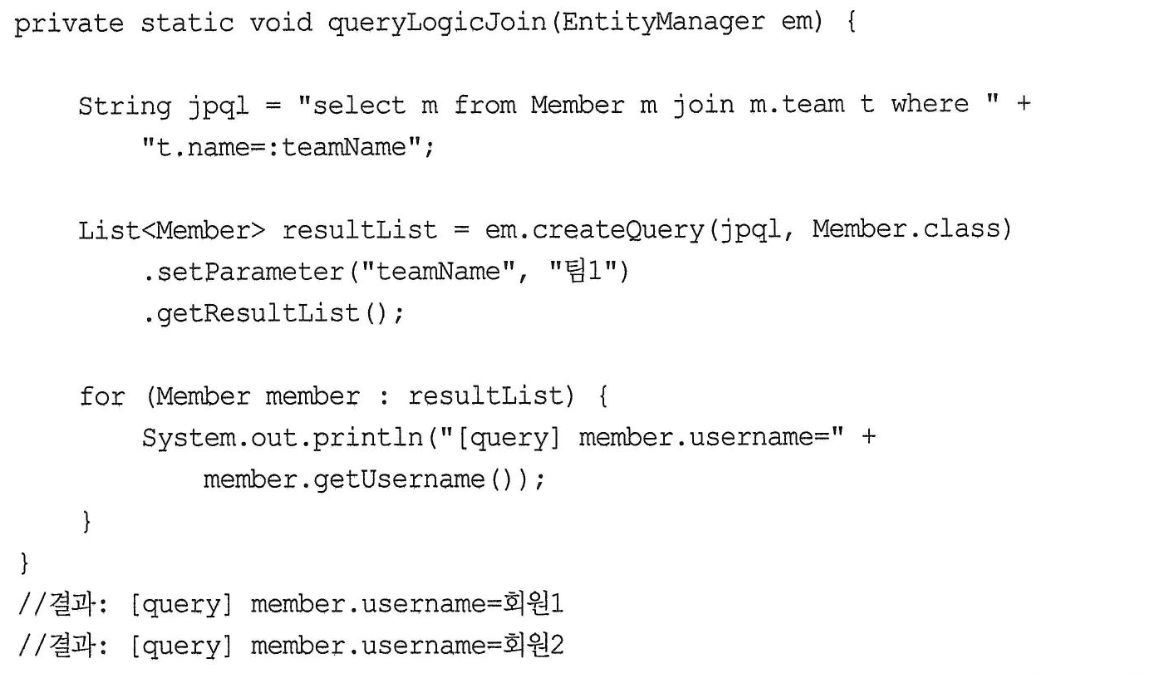 private static void queryLogicJoin(EntityManager em) {
String jpql = "select m from Member m join m.team t where " +
"t.name=:teamName";
List<Member> resultList = em.createQuery(jpql, Member.class)
.setParameter("teamName", "팀1")
.getResultList();
for (Member member : resultList) {
System.out.println("[query] member.username=" +
member.getUsername());
}
}
//결과: [query] member.username=회원1
//결과: [query] member.username=회원2